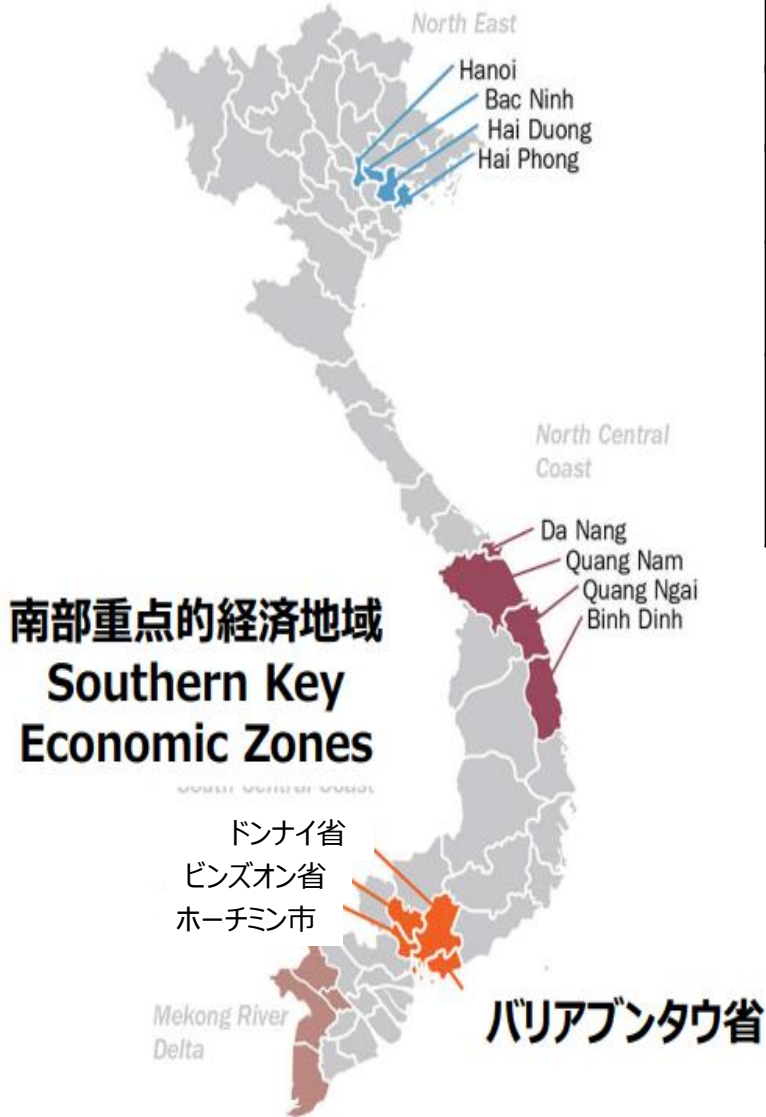 North East
Hanoi
Bac Ninh
Hai Duong
Hai Phong
North Central
Coast
Da Nang
Quang Nam
Quang Ngai
Binh Dinh
南部重点的経済地域
Southern Key
Economic Zones
South Central Coast
ドンナイ省
ビンズオン省
ホーチミン市
バリアブンタウ省
Mekong River
Delta